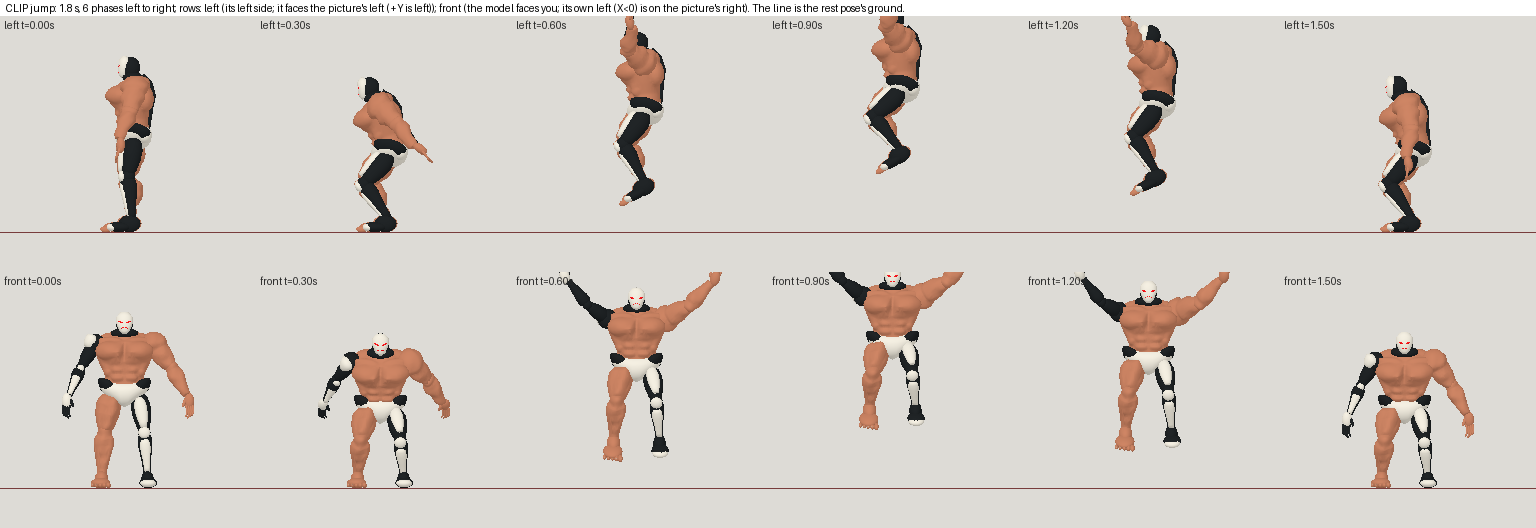 CLIP jump: 1.8 s, 6 phases left to right; rows: left (its left side; it faces the picture's left (+Y is left)); front (the model faces you; its own left (X<0) is on the picture's right). The line is the rest pose's ground.
left t=0.00s left t=0.30s left t=0.60s left t=0.90s left t=1.20s left t=1.50s
front t=0.00s front t=0.30s front t=0.60s front t=0.90s front t=1.20s front t=1.50s